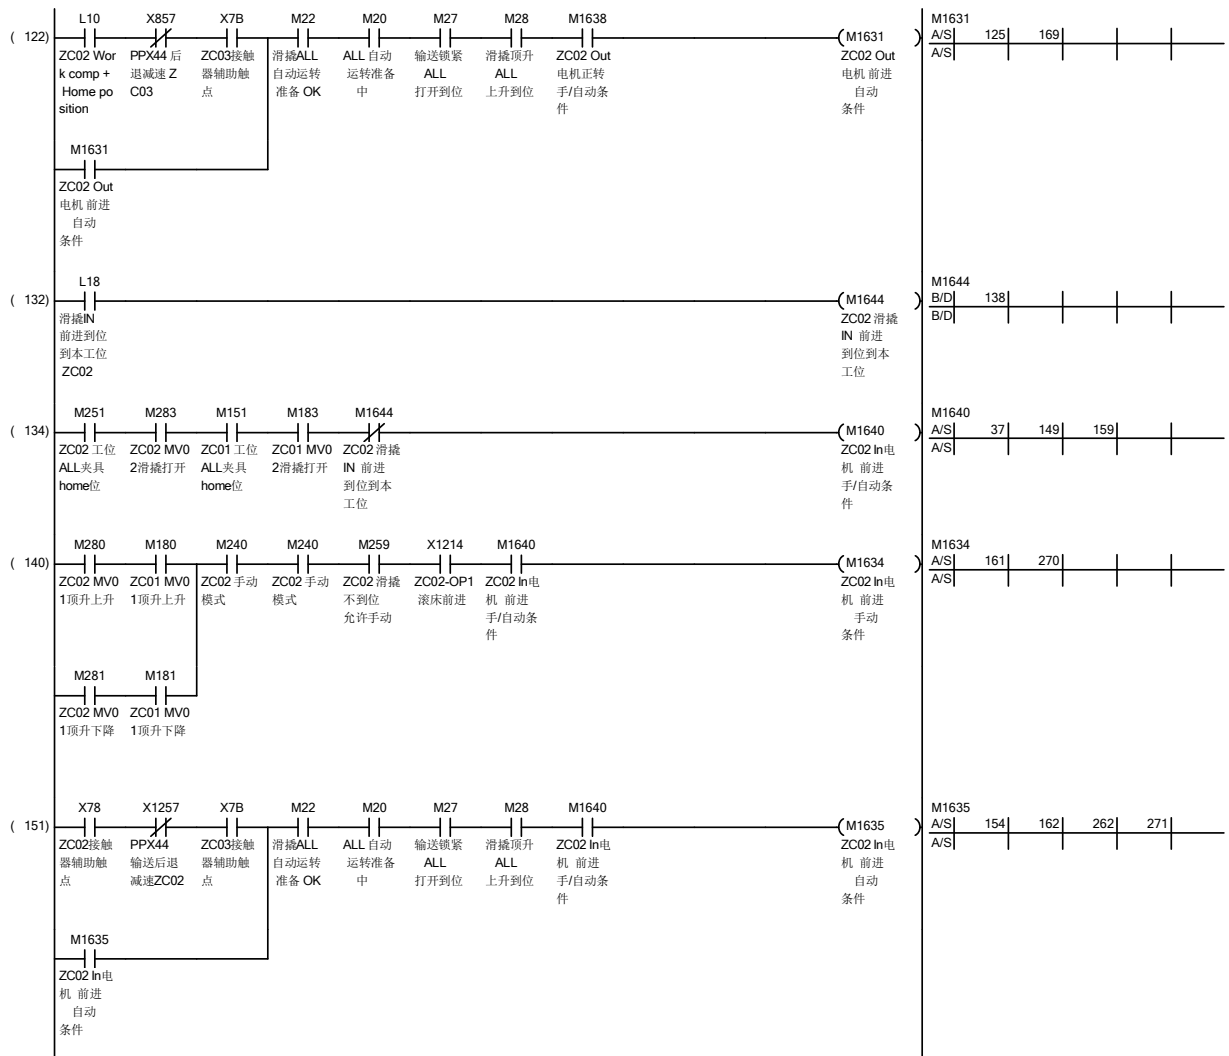 L10 X857 X7B M22 M20 M27 M28 M1638 M1631
( 122) (M1631 ) A/S 125 169
ZC02 Wor PPX44 后 ZC03接触 滑撬ALL ALL 自动 输送锁紧 滑撬顶升 ZC02 Out ZC02 Out A/S
k comp + 退减速 Z 器辅助触 自动运转 运转准备 ALL ALL 电机正转 电机 前进
Home po C03 点 准备 OK 中 打开到位 上升到位 手/自动条 自动
sition 件 条件
M1631
ZC02 Out
电机 前进
自动
条件
L18 M1644
( 132) (M1644 ) B/D 138
滑撬IN ZC02 滑撬 B/D
前进到位 IN 前进
到本工位 到位到本
ZC02 工位
M251 M283 M151 M183 M1644 M1640
( 134) (M1640 ) A/S 37 149 159
ZC02 工位 ZC02 MV0 ZC01 工位 ZC01 MV0 ZC02 滑撬 ZC02 In电 A/S
ALL夹具 2滑撬打开 ALL夹具 2滑撬打开 IN 前进 机 前进
home位 home位 到位到本 手/自动条
工位 件
M280 M180 M240 M240 M259 X1214 M1640 M1634
( 140) (M1634 ) A/S 161 270
ZC02 MV0 ZC01 MV0 ZC02 手动 ZC02 手动 ZC02 滑撬 ZC02-OP1 ZC02 In电 ZC02 In电 A/S
1顶升上升 1顶升上升 模式 模式 不到位 滚床前进 机 前进 机 前进
允许手动 手/自动条 手动
件 条件
M281 M181
ZC02 MV0 ZC01 MV0
1顶升下降 1顶升下降
X78 X1257 X7B M22 M20 M27 M28 M1640 M1635
( 151) (M1635 ) A/S 154 162 262 271
ZC02接触 PPX44 ZC03接触 滑撬ALL ALL 自动 输送锁紧 滑撬顶升 ZC02 In电 ZC02 In电 A/S
器辅助触 输送后退 器辅助触 自动运转 运转准备 ALL ALL 机 前进 机 前进
点 减速ZC02 点 准备 OK 中 打开到位 上升到位 手/自动条 自动
件 条件
M1635
ZC02 In电
机 前进
自动
条件